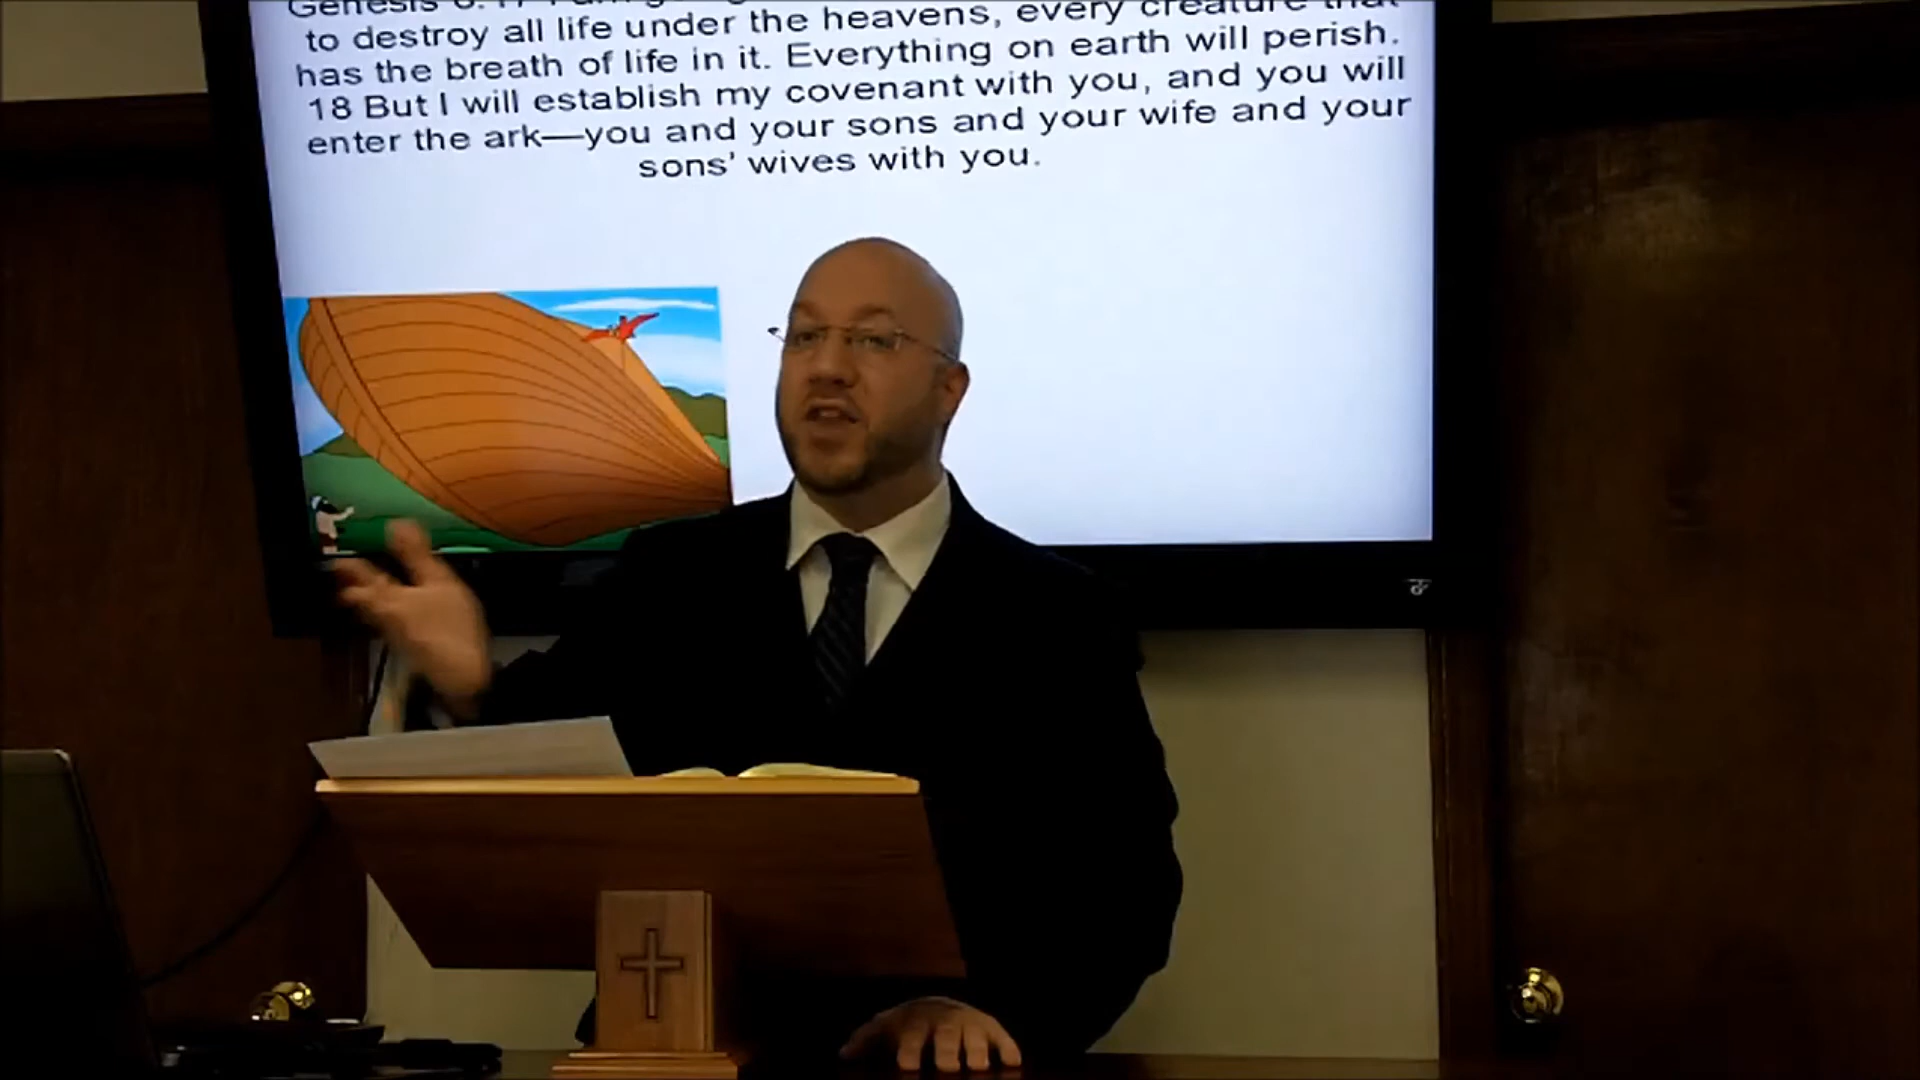 Genesis
to destroy all life under the heavens, every creature that
has the breath of life in it. Everything on earth will perish.
18 But I will establish my covenant with you, and you will
enter the ark—you and your sons and your wife and your
sons’ wives with you.